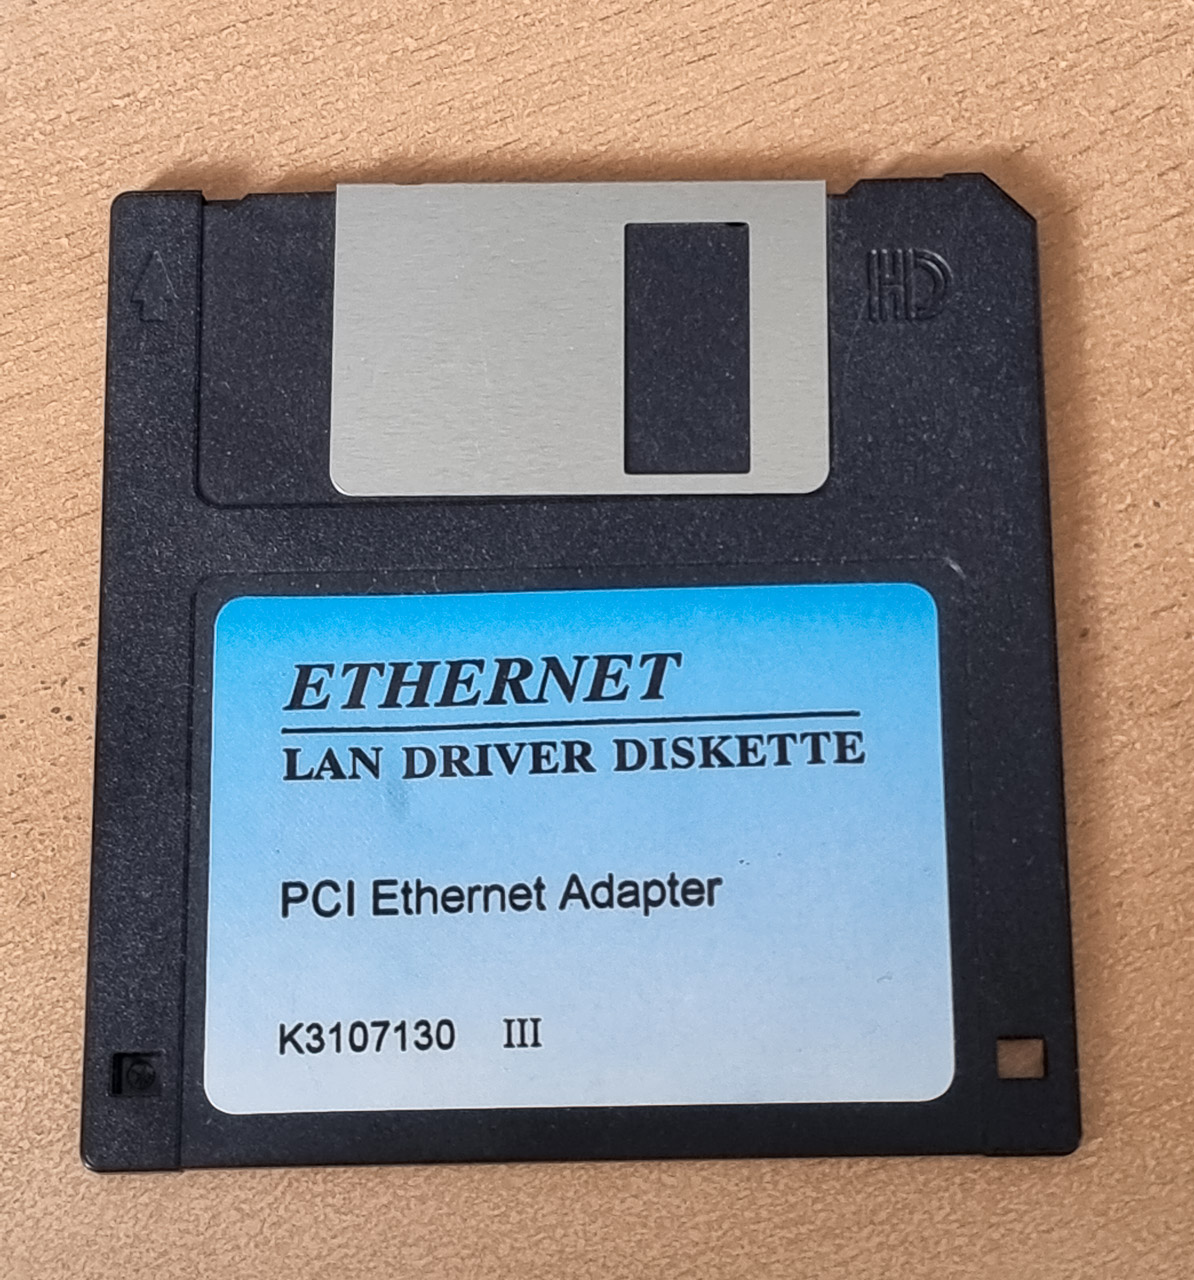 HD
ETHERNET
LAN DRIVER DISKETTE
PCI Ethernet Adapter
K3107130 III